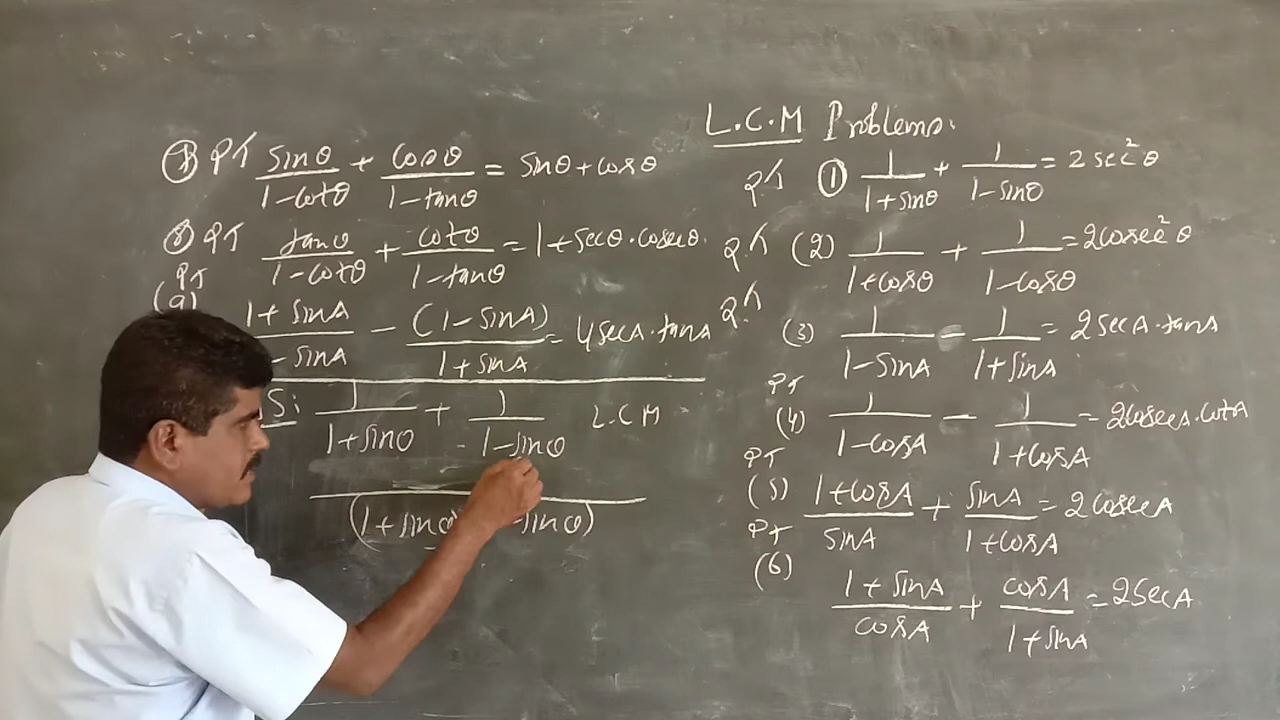 L.C.M Problems:
PT ① 1/(1+sinθ) + 1/(1-sinθ) = 2sec²θ
PT (2) 1/(1+cosθ) + 1/(1-cosθ) = 2cosec²θ
PT (3) 1/(1-sinA) - 1/(1+sinA) = 2secA·tanA
PT (4) 1/(1-cosA) - 1/(1+cosA) = 2cosecA·cotA
PT (5) (1+cosA)/sinA + sinA/(1+cosA) = 2cosecA
PT (6) (1+sinA)/cosA + cosA/(1+sinA) = 2SecA
⑦ PT sinθ/(1-cotθ) + cosθ/(1-tanθ) = sinθ+cosθ
⑧ PT tanθ/(1-cotθ) + cotθ/(1-tanθ) = 1+secθ·cosecθ.
PT (9) (1+sinA)/(-sinA) - (1-sinA)/(1+sinA) = 4secA·tanA
S: 1/(1+sinθ) + 1/(1-sinθ) L.C.M
(1+sinθ -sinθ)